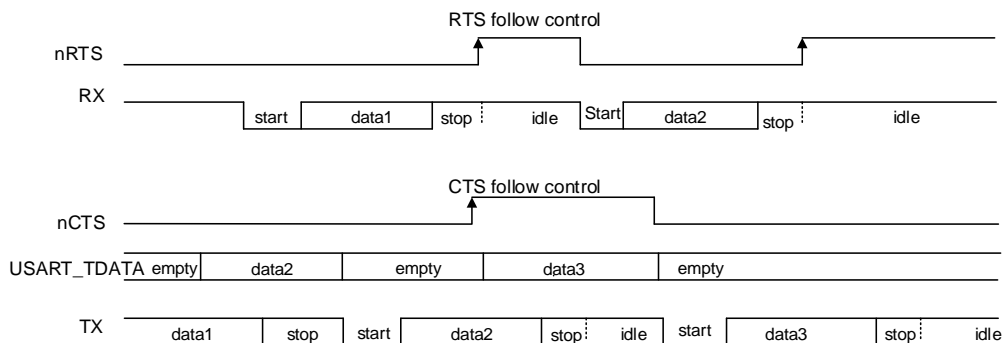 RTS follow control
nRTS
RX
start data1 stop idle Start data2 stop idle
CTS follow control
nCTS
USART_TDATA empty data2 empty data3 empty
TX
data1 stop start data2 stop idle start data3 stop idle